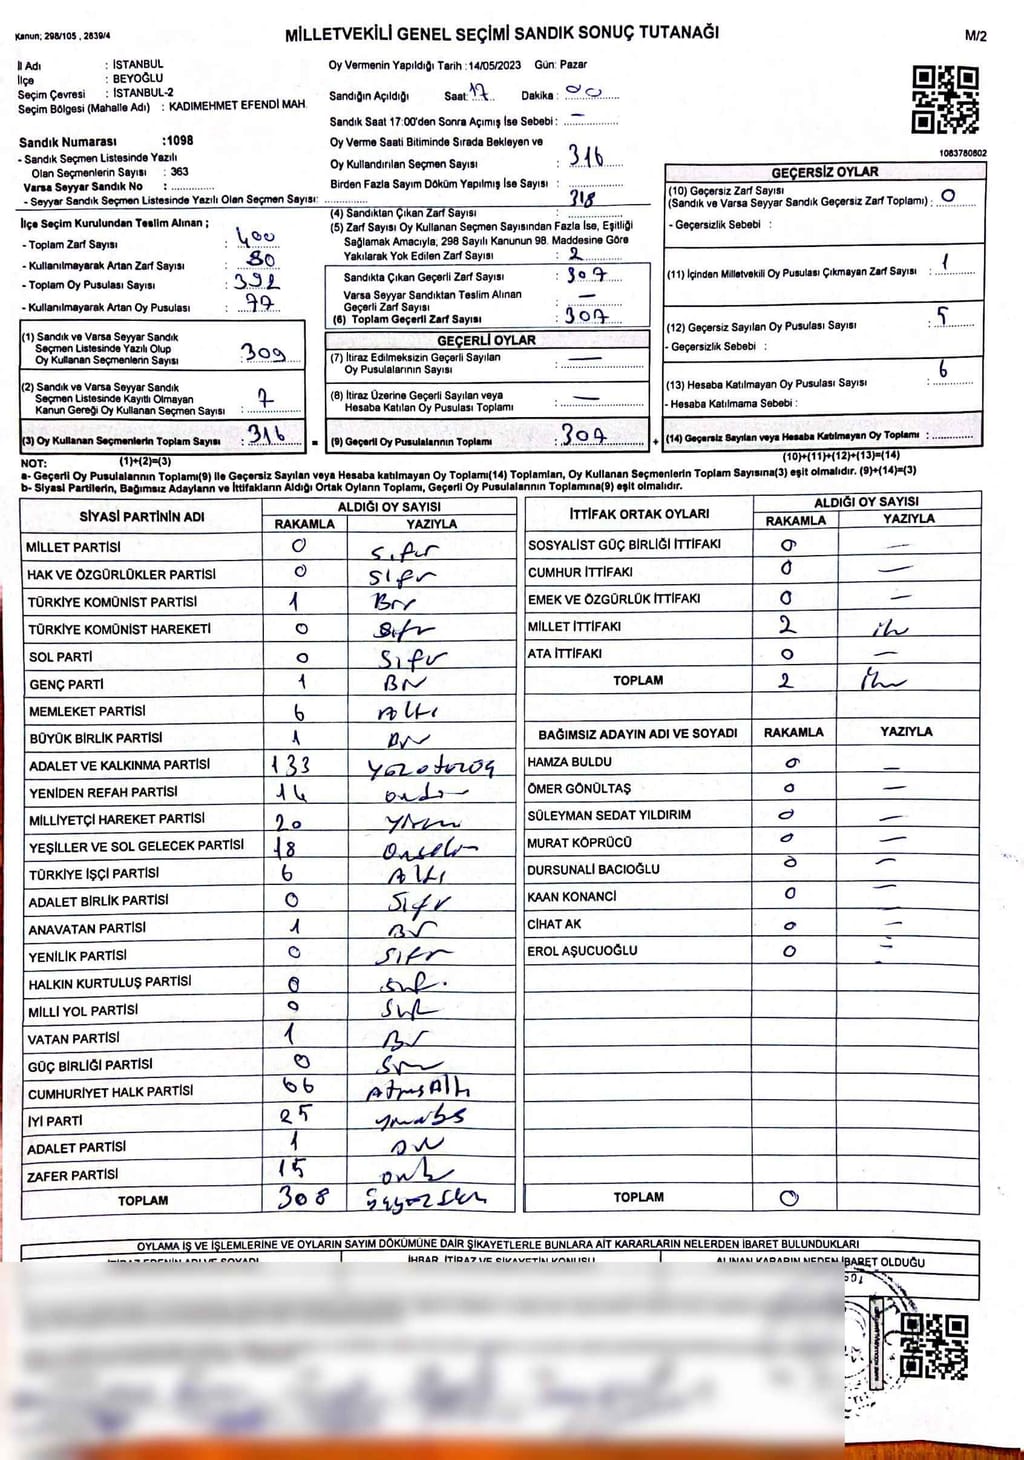 Kanun; 298/105 , 2839/4
MİLLETVEKİLİ GENEL SEÇİMİ SANDIK SONUÇ TUTANAĞI
M/2
İl Adı : İSTANBUL
İlçe : BEYOĞLU
Seçim Çevresi : İSTANBUL-2
Seçim Bölgesi (Mahalle Adı) : KADIMEHMET EFENDİ MAH.
Sandık Numarası :1098
- Sandık Seçmen Listesinde Yazılı
Olan Seçmenlerin Sayısı : 363
Varsa Seyyar Sandık No :
- Seyyar Sandık Seçmen Listesinde Yazılı Olan Seçmen Sayısı:
Oy Vermenin Yapıldığı Tarih :14/05/2023 Gün: Pazar
Sandığın Açıldığı Saat: 17 Dakika : 00
Sandık Saat 17:00'den Sonra Açımış İse Sebebi : —
Oy Verme Saati Bitiminde Sırada Bekleyen ve
Oy Kullandırılan Seçmen Sayısı : 316
Birden Fazla Sayım Döküm Yapılmış İse Sayısı :
1083780802
İlçe Seçim Kurulundan Teslim Alınan ;
- Toplam Zarf Sayısı : 400
- Kullanılmayarak Artan Zarf Sayısı : 80
- Toplam Oy Pusulası Sayısı : 392
- Kullanılmayarak Artan Oy Pusulası : 77
(1) Sandık ve Varsa Seyyar Sandık
Seçmen Listesinde Yazılı Olup
Oy Kullanan Seçmenlerin Sayısı : 309
(2) Sandık ve Varsa Seyyar Sandık
Seçmen Listesinde Kayıtlı Olmayan
Kanun Gereği Oy Kullanan Seçmen Sayısı : 7
(3) Oy Kullanan Seçmenlerin Toplam Sayısı : 316
(4) Sandıktan Çıkan Zarf Sayısı : 318
(5) Zarf Sayısı Oy Kullanan Seçmen Sayısından Fazla İse, Eşitliği
Sağlamak Amacıyla, 298 Sayılı Kanunun 98. Maddesine Göre
Yakılarak Yok Edilen Zarf Sayısı : 2
Sandıkta Çıkan Geçerli Zarf Sayısı : 307
Varsa Seyyar Sandıktan Teslim Alınan
Geçerli Zarf Sayısı : —
(6) Toplam Geçerli Zarf Sayısı : 307
GEÇERLİ OYLAR
(7) İtiraz Edilmeksizin Geçerli Sayılan
Oy Pusulalarının Sayısı : —
(8) İtiraz Üzerine Geçerli Sayılan veya
Hesaba Katılan Oy Pusulası Toplamı : —
= (9) Geçerli Oy Pusulalarının Toplamı : 307
GEÇERSİZ OYLAR
(10) Geçersiz Zarf Sayısı
(Sandık ve Varsa Seyyar Sandık Geçersiz Zarf Toplamı) : 0
- Geçersizlik Sebebi :
(11) İçinden Milletvekili Oy Pusulası Çıkmayan Zarf Sayısı : 1
(12) Geçersiz Sayılan Oy Pusulası Sayısı : 5
- Geçersizlik Sebebi :
(13) Hesaba Katılmayan Oy Pusulası Sayısı : 6
- Hesaba Katılmama Sebebi :
+ (14) Geçersiz Sayılan veya Hesaba Katılmayan Oy Toplamı :
NOT: (1)+(2)=(3) (10)+(11)+(12)+(13)=(14)
a- Geçerli Oy Pusulalarının Toplamı(9) ile Geçersiz Sayılan veya Hesaba katılmayan Oy Toplamı(14) Toplamları, Oy Kullanan Seçmenlerin Toplam Sayısına(3) eşit olmalıdır. (9)+(14)=(3)
b- Siyasi Partilerin, Bağımsız Adayların ve İttifakların Aldığı Ortak Oyların Toplamı, Geçerli Oy Pusulalarının Toplamına(9) eşit olmalıdır.
SİYASİ PARTİNİN ADI ALDIĞI OY SAYISI
RAKAMLA YAZIYLA
MİLLET PARTİSİ 0 Sıfır
HAK VE ÖZGÜRLÜKLER PARTİSİ 0 Sıfır
TÜRKİYE KOMÜNİST PARTİSİ 1 Bir
TÜRKİYE KOMÜNİST HAREKETİ 0 Sıfır
SOL PARTİ 0 Sıfır
GENÇ PARTİ 1 Bir
MEMLEKET PARTİSİ 6 Altı
BÜYÜK BİRLİK PARTİSİ 1 Bir
ADALET VE KALKINMA PARTİSİ 133
YENİDEN REFAH PARTİSİ 14
MİLLİYETÇİ HAREKET PARTİSİ 20 Yirmi
YEŞİLLER VE SOL GELECEK PARTİSİ 18 Onsekiz
TÜRKİYE İŞÇİ PARTİSİ 6 Altı
ADALET BİRLİK PARTİSİ 0 Sıfır
ANAVATAN PARTİSİ 1 Bir
YENİLİK PARTİSİ 0 Sıfır
HALKIN KURTULUŞ PARTİSİ 0 Sıfır
MİLLİ YOL PARTİSİ 0 Sıfır
VATAN PARTİSİ 1 Bir
GÜÇ BİRLİĞİ PARTİSİ 0 Sıfır
CUMHURİYET HALK PARTİSİ 66 AtmışAltı
İYİ PARTİ 25 yirmibeş
ADALET PARTİSİ 1 Bir
ZAFER PARTİSİ 15
TOPLAM 308 Üçyüzsekiz
İTTİFAK ORTAK OYLARI ALDIĞI OY SAYISI
RAKAMLA YAZIYLA
SOSYALİST GÜÇ BİRLİĞİ İTTİFAKI 0 —
CUMHUR İTTİFAKI 0 —
EMEK VE ÖZGÜRLÜK İTTİFAKI 0 —
MİLLET İTTİFAKI 2 iki
ATA İTTİFAKI 0 —
TOPLAM 2 iki
BAĞIMSIZ ADAYIN ADI VE SOYADI RAKAMLA YAZIYLA
HAMZA BULDU 0 —
ÖMER GÖNÜLTAŞ 0 —
SÜLEYMAN SEDAT YILDIRIM 0 —
MURAT KÖPRÜCÜ 0 —
DURSUNALİ BACIOĞLU 0 —
KAAN KONANCİ 0 —
CİHAT AK 0 —
EROL AŞUCUOĞLU 0 —
TOPLAM 0
OYLAMA İŞ VE İŞLEMLERİNE VE OYLARIN SAYIM DÖKÜMÜNE DAİR ŞİKAYETLERLE BUNLARA AİT KARARLARIN NELERDEN İBARET BULUNDUKLARI
İTİRAZ EDENİN ADI VE SOYADI İHBAR, İTİRAZ VE ŞİKAYETİN KONUSU ALINAN KARARIN NEDEN İBARET OLDUĞU